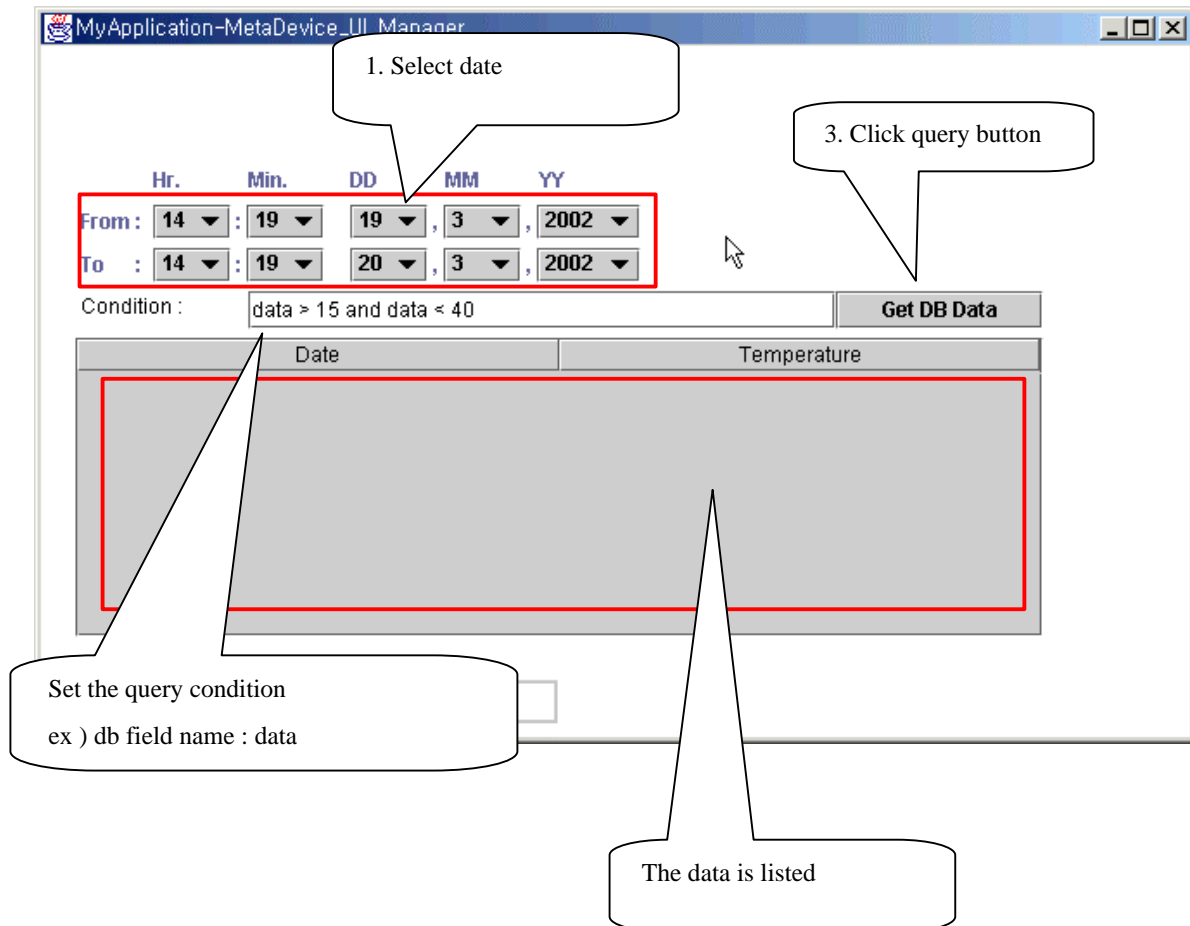 MyApplication-MetaDevice_UI_Manager
1. Select date
3. Click query button
Hr. Min. DD MM YY
From : 14 : 19 19 , 3 , 2002
To : 14 : 19 20 , 3 , 2002
Condition : data > 15 and data < 40 Get DB Data
Date Temperature
Set the query condition
ex ) db field name : data
The data is listed